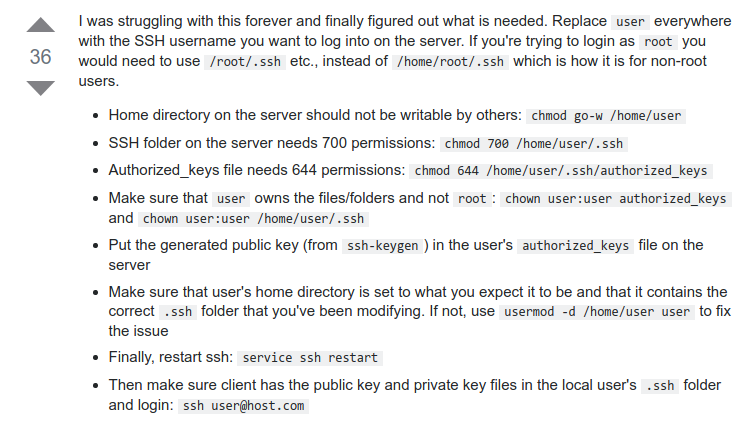 I was struggling with this forever and finally figured out what is needed. Replace user everywhere
with the SSH username you want to log into on the server. If you're trying to login as root you
36
would need to use /root/.ssh etc., instead of /home/root/.ssh which is how it is for non-root
users.
• Home directory on the server should not be writable by others: chmod go-w /home/user
• SSH folder on the server needs 700 permissions: chmod 700 /home/user/.ssh
• Authorized_keys file needs 644 permissions: chmod 644 /home/user/.ssh/authorized_keys
• Make sure that user owns the files/folders and not root : chown user:user authorized_keys
and chown user:user /home/user/.ssh
• Put the generated public key (from ssh-keygen ) in the user's authorized_keys file on the
server
• Make sure that user's home directory is set to what you expect it to be and that it contains the
correct .ssh folder that you've been modifying. If not, use usermod -d /home/user user to fix
the issue
• Finally, restart ssh: service ssh restart
• Then make sure client has the public key and private key files in the local user's .ssh folder
and login: ssh user@host.com